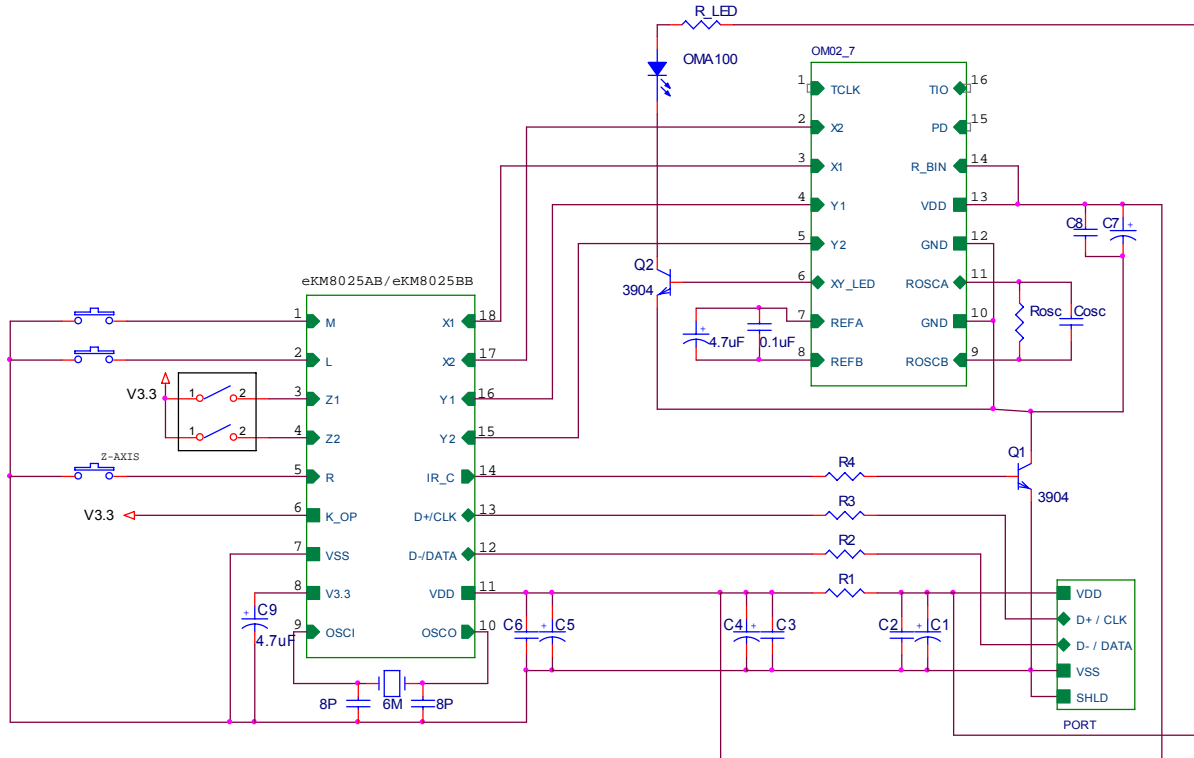 R_LED
OMA100
OM02_7
1 TCLK TIO 16
2 X2 PD 15
3 X1 R_BIN 14
4 Y1 VDD 13
5 Y2 GND 12
6 XY_LED ROSCA 11
7 REFA GND 10
8 REFB ROSCB 9
C8 C7
Rosc Cosc
Q2
3904
4.7uF 0.1uF
eKM8025AB/eKM8025BB
1 M X1 18
2 L X2 17
3 Z1 Y1 16
4 Z2 Y2 15
5 R IR_C 14
6 K_OP D+/CLK 13
7 VSS D-/DATA 12
8 V3.3 VDD 11
9 OSCI OSCO 10
V3.3
1 2
1 2
Z-AXIS
V3.3
C9
4.7uF
8P 6M 8P
R4
R3
R2
R1
Q1
3904
C6 C5
C4 C3
C2 C1
VDD
D+ / CLK
D- / DATA
VSS
SHLD
PORT